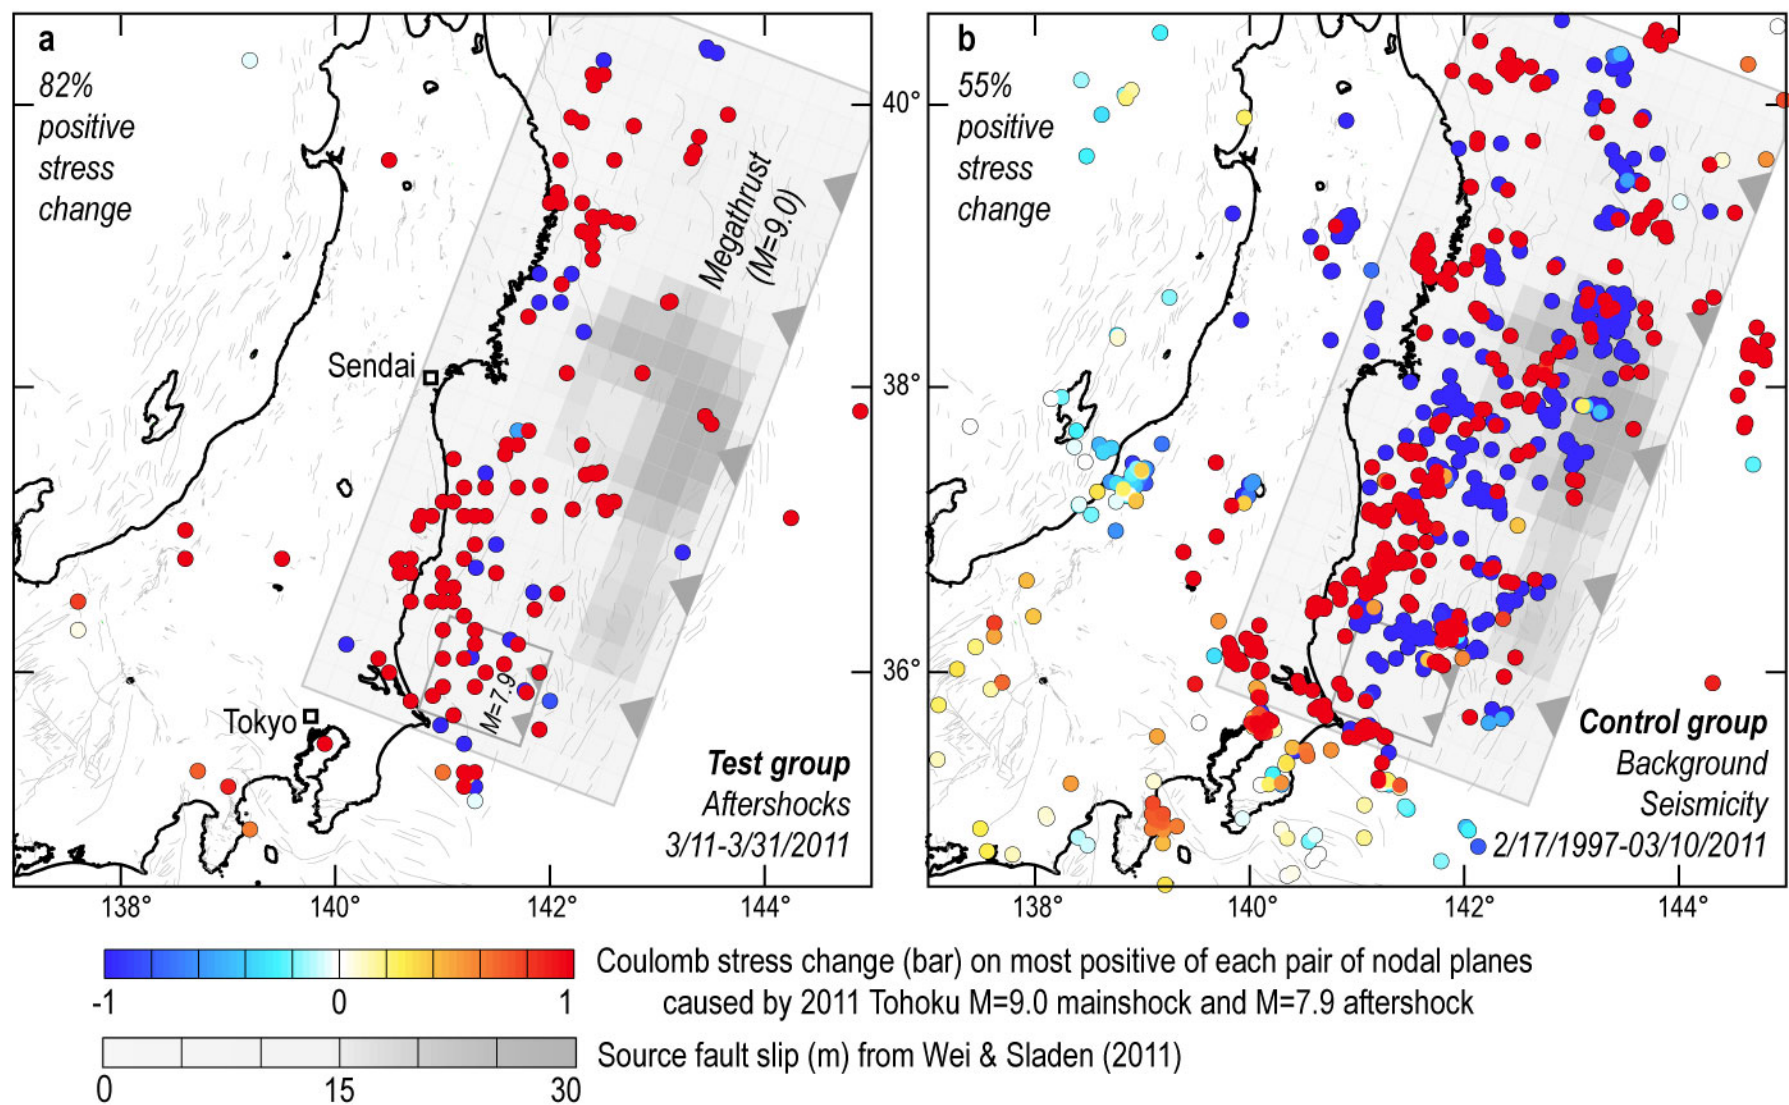 a
82%
positive
stress
change
Megathrust
(M=9.0)
Sendai
Tokyo
M=7.9
Test group
Aftershocks
3/11-3/31/2011
138°
140°
142°
144°
40°
38°
36°
b
55%
positive
stress
change
Control group
Background
Seismicity
2/17/1997-03/10/2011
138°
140°
142°
144°
-1
0
1
Coulomb stress change (bar) on most positive of each pair of nodal planes
caused by 2011 Tohoku M=9.0 mainshock and M=7.9 aftershock
0
15
30
Source fault slip (m) from Wei & Sladen (2011)